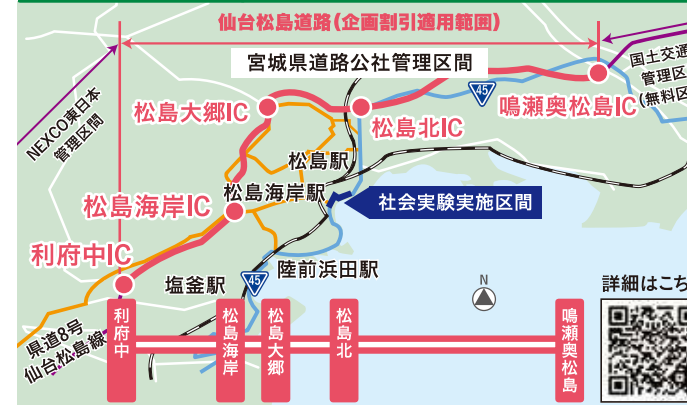 仙台松島道路(企画割引適用範囲)
宮城県道路公社管理区間
国土交通
管理区
(無料区
NEXCO東日本
管理区間
45
松島大郷IC
松島北IC
鳴瀬奥松島IC
松島駅
松島海岸駅
松島海岸IC
社会実験実施区間
利府中IC
塩釜駅
45
陸前浜田駅
N
詳細はこち
県道8号
仙台松島線
利府中
松島海岸
松島大郷
松島北
鳴瀬奥松島